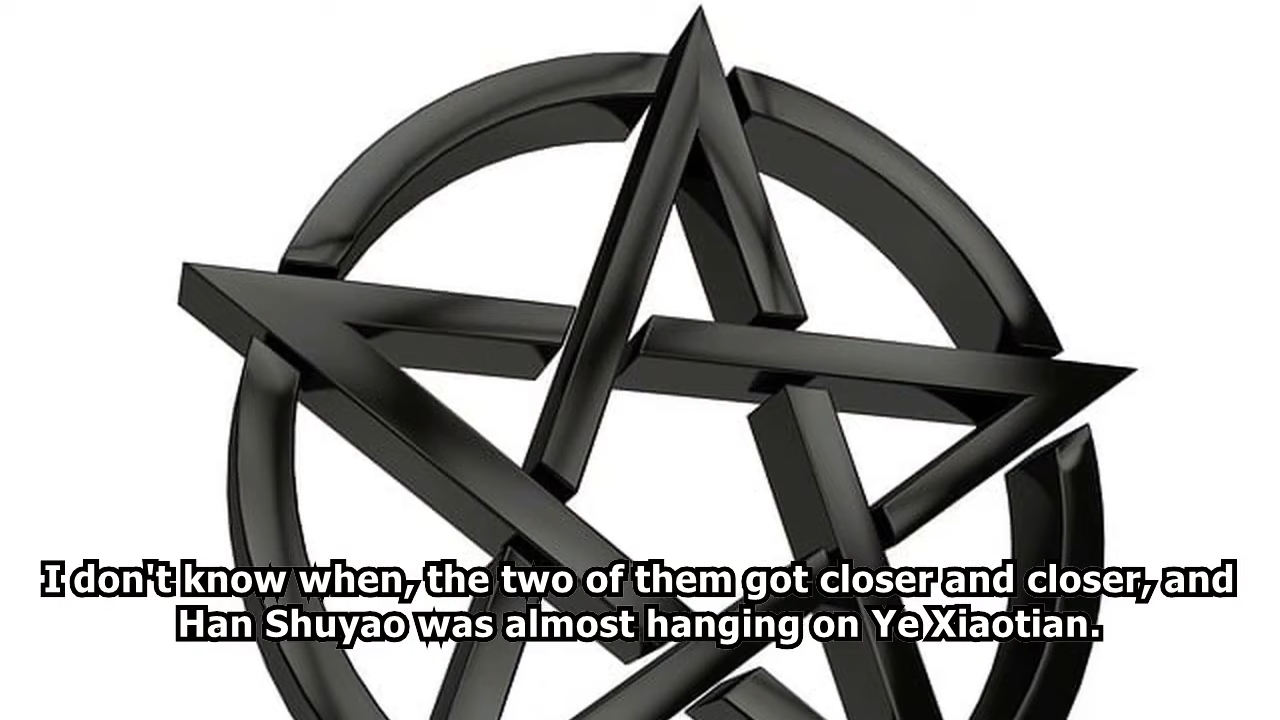 I don't know when, the two of them got closer and closer, and
Han Shuyao was almost hanging on Ye Xiaotian.